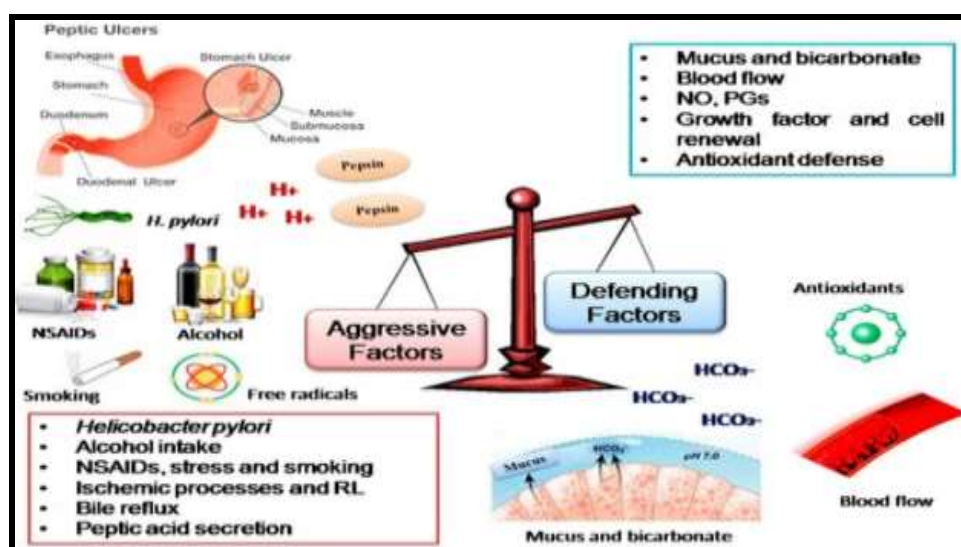 Peptic Ulcers
Esophagus
Stomach Ulcer
Stomach
Duodenum
Muscle
Submucosa
Mucosa
Duodenal Ulcer
Pepsin
H+
H+ H+
Pepsin
H. pylori
• Mucus and bicarbonate
• Blood flow
• NO, PGs
• Growth factor and cell
renewal
• Antioxidant defense
NSAIDs
Alcohol
Smoking
Free radicals
Aggressive
Factors
Defending
Factors
Antioxidants
HCO₃-
HCO₃-
HCO₃-
Mucus
HCO₃
pH 7.0
Mucus and bicarbonate
Blood flow
• Helicobacter pylori
• Alcohol intake
• NSAIDs, stress and smoking
• Ischemic processes and RL
• Bile reflux
• Peptic acid secretion